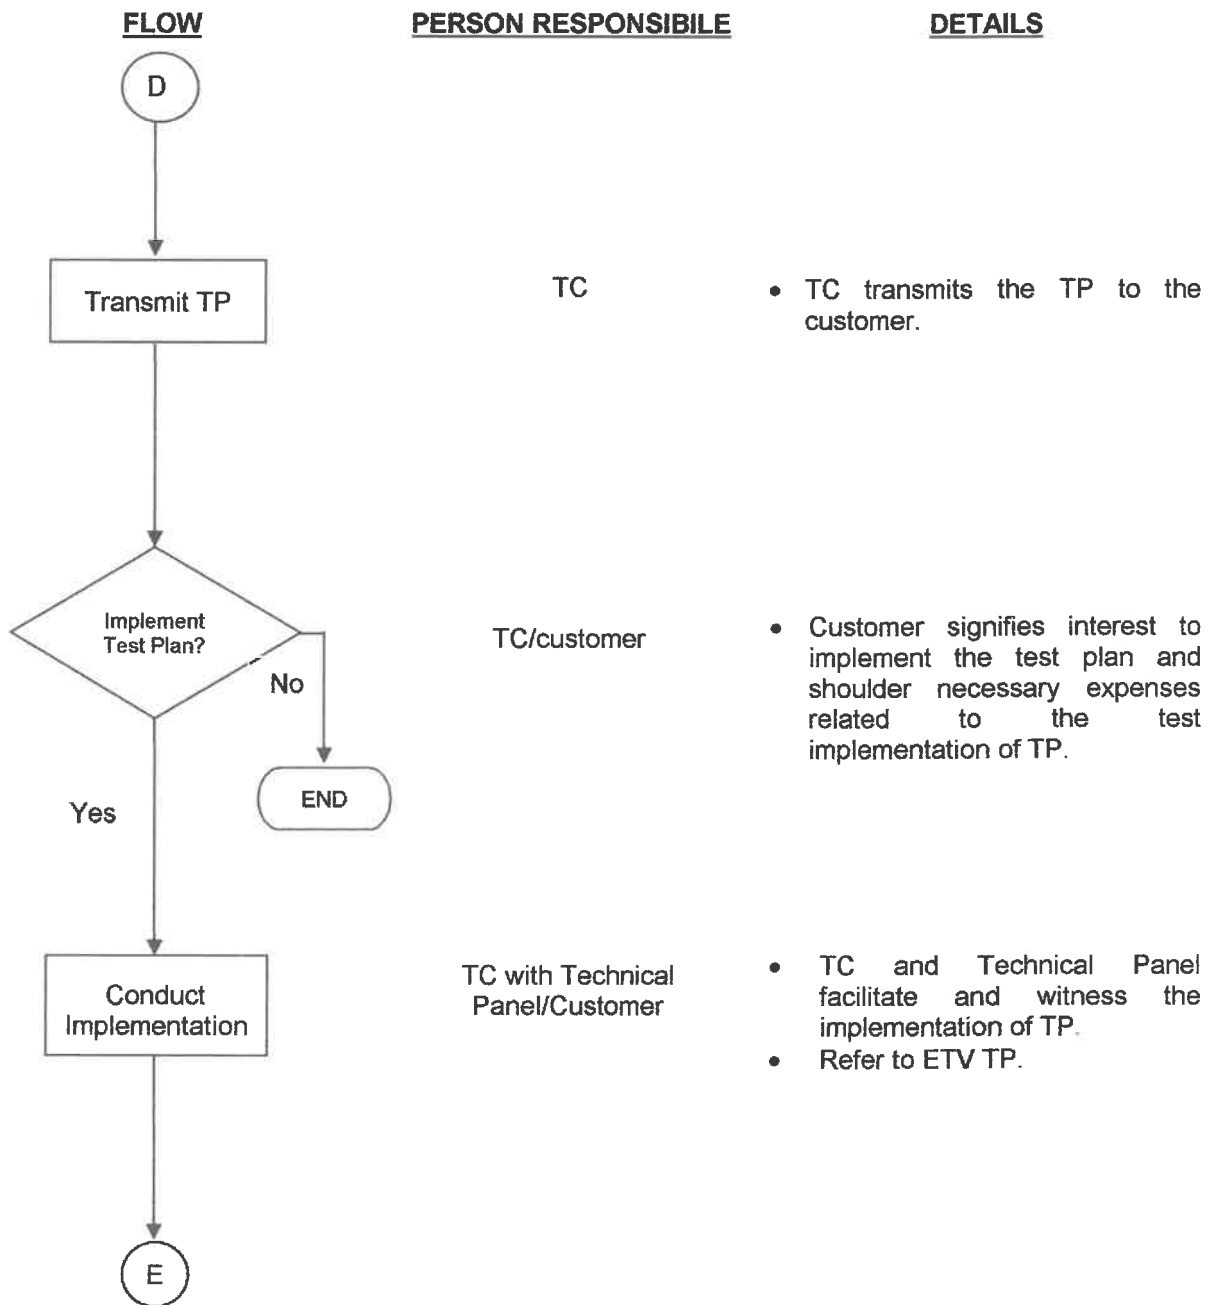 FLOW
PERSON RESPONSIBILE
DETAILS
D
Transmit TP
TC
• TC transmits the TP to the
customer.
Implement
Test Plan?
No
Yes
END
TC/customer
• Customer signifies interest to
implement the test plan and
shoulder necessary expenses
related to the test
implementation of TP.
Conduct
Implementation
TC with Technical
Panel/Customer
• TC and Technical Panel
facilitate and witness the
implementation of TP.
• Refer to ETV TP.
E